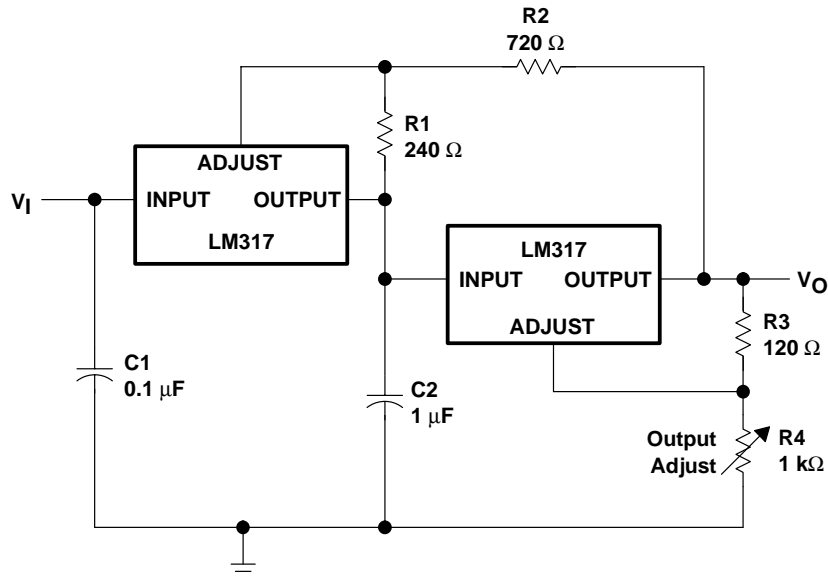 R2
720 Ω
R1
240 Ω
ADJUST
VI
INPUT OUTPUT
LM317
LM317
INPUT OUTPUT
ADJUST
VO
R3
120 Ω
C1
0.1 μF
C2
1 μF
Output
Adjust
R4
1 kΩ